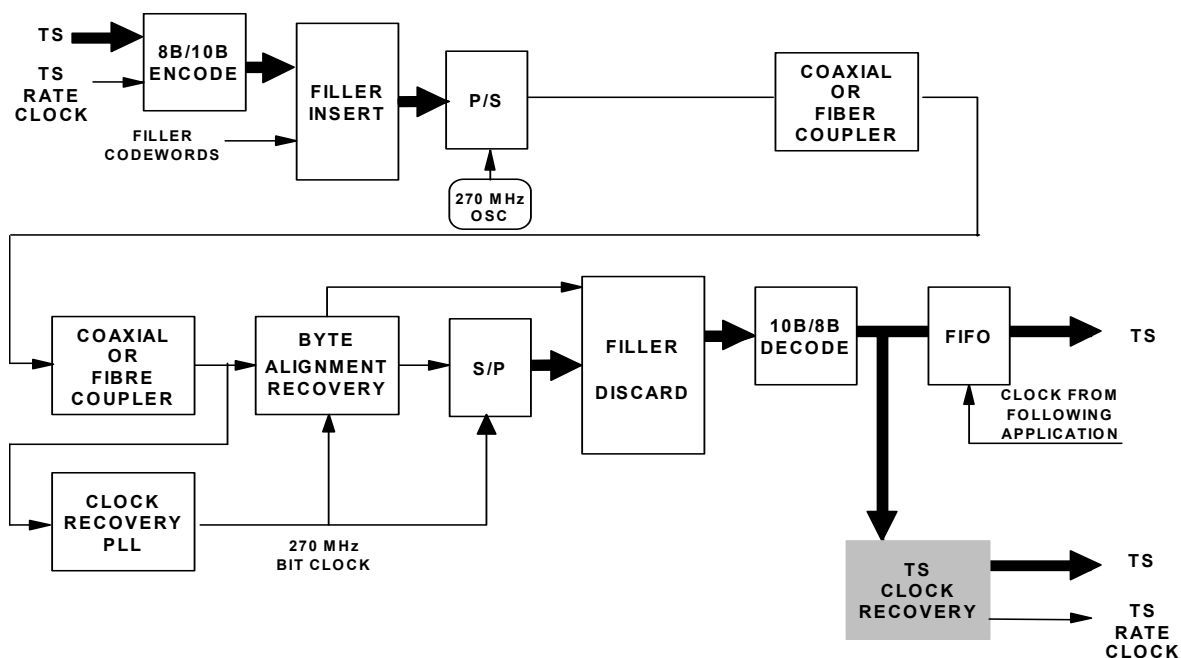 TS
8B/10B
ENCODE
TS
RATE
CLOCK
FILLER
CODEWORDS
FILLER
INSERT
P/S
270 MHz
OSC
COAXIAL
OR
FIBER
COUPLER
COAXIAL
OR
FIBRE
COUPLER
BYTE
ALIGNMENT
RECOVERY
S/P
FILLER
DISCARD
10B/8B
DECODE
FIFO
TS
CLOCK FROM
FOLLOWING
APPLICATION
CLOCK
RECOVERY
PLL
270 MHz
BIT CLOCK
TS
CLOCK
RECOVERY
TS
TS
RATE
CLOCK